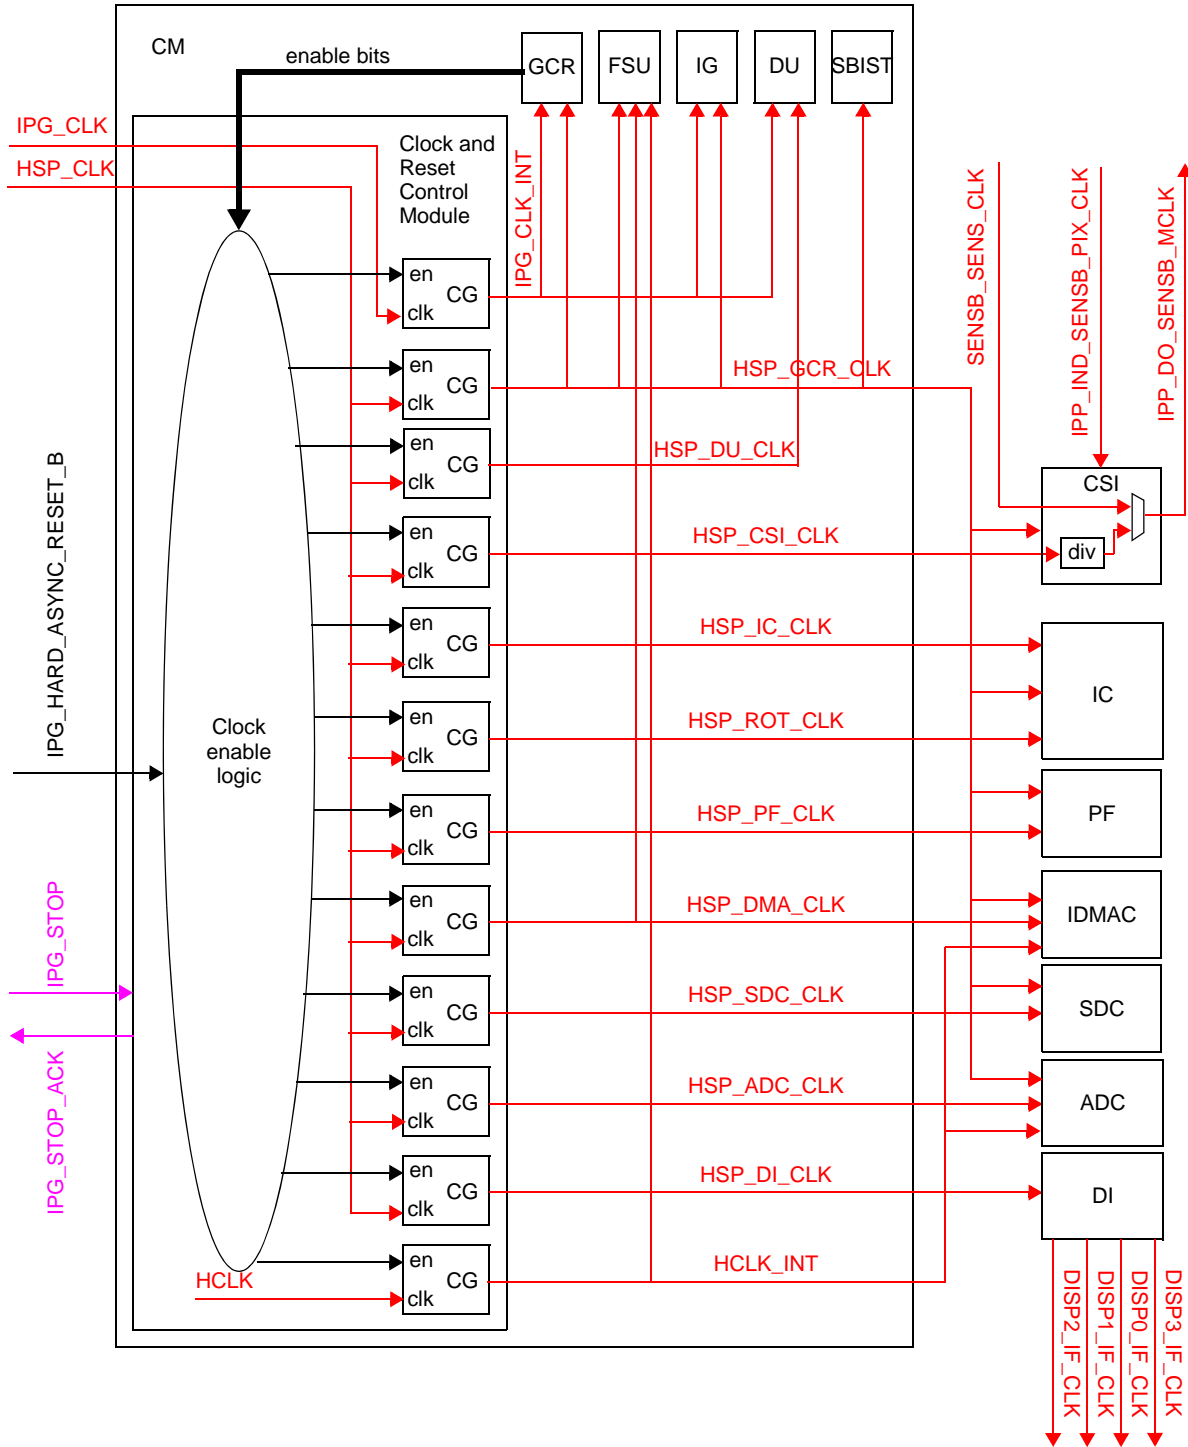 CM
enable bits
GCR
FSU
IG
DU
SBIST
IPG_CLK
HSP_CLK
Clock and
Reset
Control
Module
IPG_CLK_INT
SENSB_SENS_CLK
IPP_IND_SENSB_PIX_CLK
IPP_DO_SENSB_MCLK
en
CG
clk
en
CG
clk
HSP_GCR_CLK
en
CG
clk
HSP_DU_CLK
IPG_HARD_ASYNC_RESET_B
CSI
div
en
CG
clk
HSP_CSI_CLK
en
CG
clk
HSP_IC_CLK
IC
Clock
enable
logic
en
CG
clk
HSP_ROT_CLK
en
CG
clk
HSP_PF_CLK
PF
IPG_STOP
en
CG
clk
HSP_DMA_CLK
IDMAC
en
CG
clk
HSP_SDC_CLK
SDC
IPG_STOP_ACK
en
CG
clk
HSP_ADC_CLK
ADC
en
CG
clk
HSP_DI_CLK
DI
HCLK
en
CG
clk
HCLK_INT
DISP2_IF_CLK
DISP1_IF_CLK
DISP0_IF_CLK
DISP3_IF_CLK